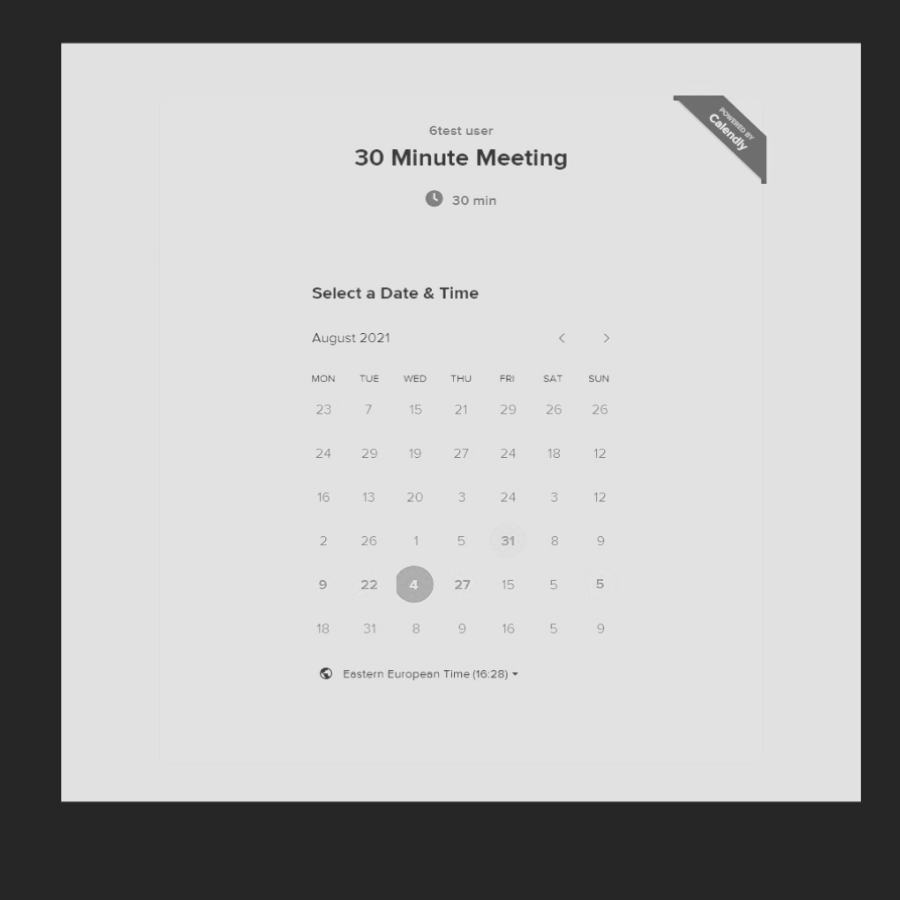 6test user
30 Minute Meeting
30 min
POWERED BY
Calendly
Select a Date & Time
August 2021
MON TUE WED THU FRI SAT SUN
23 7 15 21 29 26 26
24 29 19 27 24 18 12
16 13 20 3 24 3 12
2 26 1 5 31 8 9
9 22 4 27 15 5 5
18 31 8 9 16 5 9
Eastern European Time (16:28)